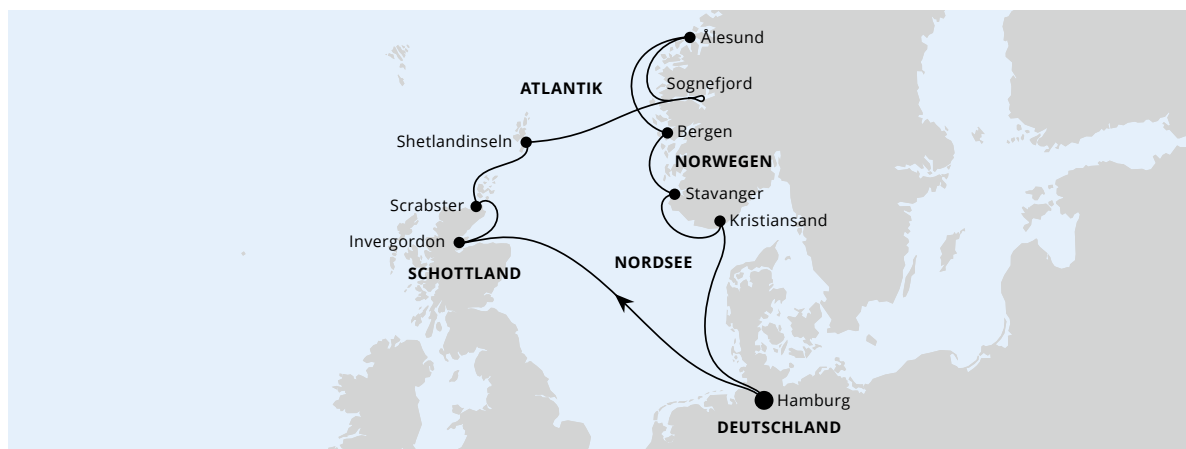 Ålesund
Sognefjord
ATLANTIK
Bergen
Shetlandinseln
NORWEGEN
Stavanger
Scrabster
Kristiansand
Invergordon
NORDSEE
SCHOTTLAND
Hamburg
DEUTSCHLAND